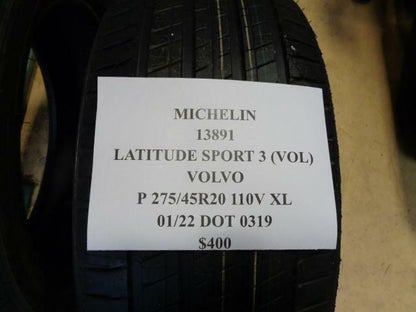 MICHELIN
13891
LATITUDE SPORT 3 (VOL)
VOLVO
P 275/45R20 110V XL
01/22 DOT 0319
$400